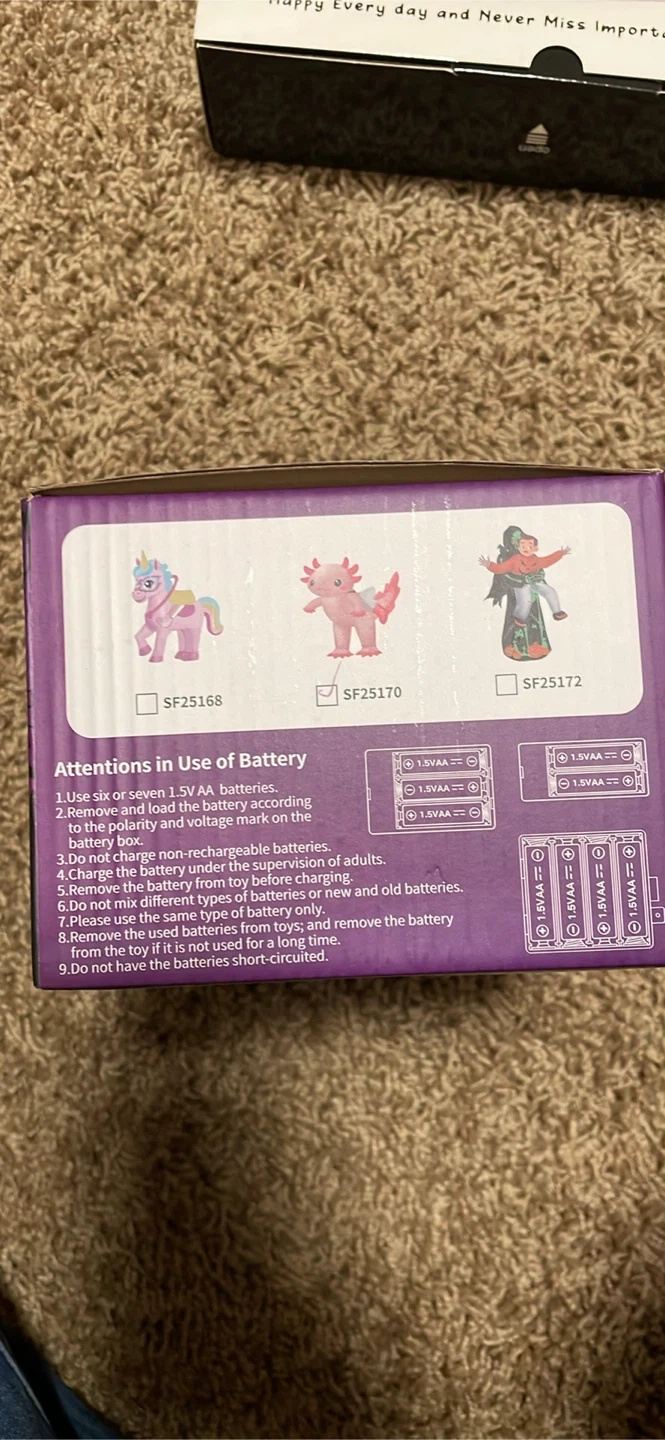 Happy Every day and Never Miss
open
SF25168
SF25170
SF25172
Attentions in Use of Battery
1.Use six or seven 1.5V AA batteries.
2.Remove and load the battery according
to the polarity and voltage mark on the
battery box.
3.Do not charge non-rechargeable batteries.
4.Charge the battery under the supervision of adults.
5.Remove the battery from toy before charging.
6.Do not mix different types of batteries or new and old batteries.
7.Please use the same type of battery only.
8.Remove the used batteries from toys; and remove the battery
from the toy if it is not used for a long time.
9.Do not have the batteries short-circuited.
+ 1.5VAA -
- 1.5VAA +
+ 1.5VAA -
+ 1.5VAA -
- 1.5VAA +
+ 1.5VAA -
- 1.5VAA +
+ 1.5VAA -
- 1.5VAA +